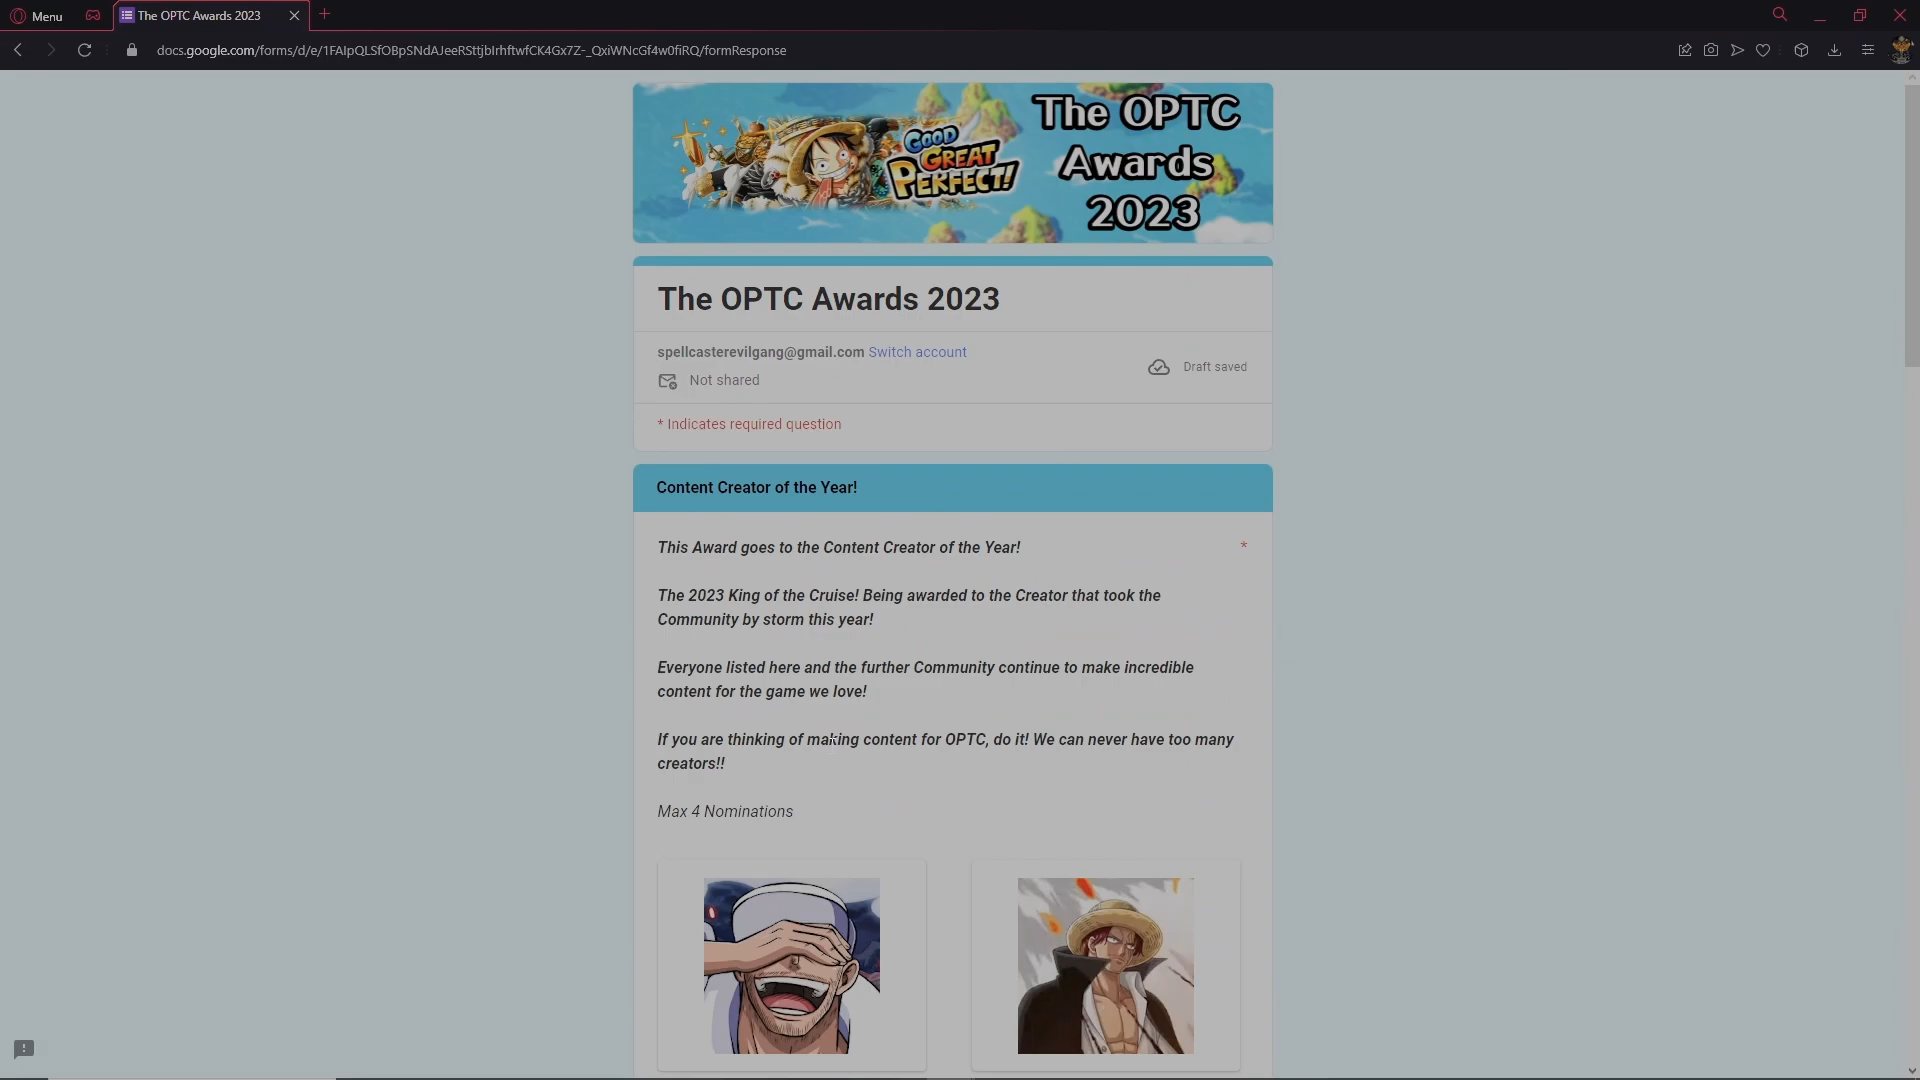 Menu
The OPTC Awards 2023
docs.google.com/forms/d/e/1FAIpQLSfOBpSNdAJeeRSttjbIrhftwfCK4Gx7Z-_QxiWNcGf4w0fiRQ/formResponse
GOOD
GREAT
PERFECT!
The OPTC
Awards
2023
The OPTC Awards 2023
spellcasterevilgang@gmail.com Switch account
Draft saved
Not shared
* Indicates required question
Content Creator of the Year!
This Award goes to the Content Creator of the Year! *
The 2023 King of the Cruise! Being awarded to the Creator that took the
Community by storm this year!
Everyone listed here and the further Community continue to make incredible
content for the game we love!
If you are thinking of making content for OPTC, do it! We can never have too many
creators!!
Max 4 Nominations